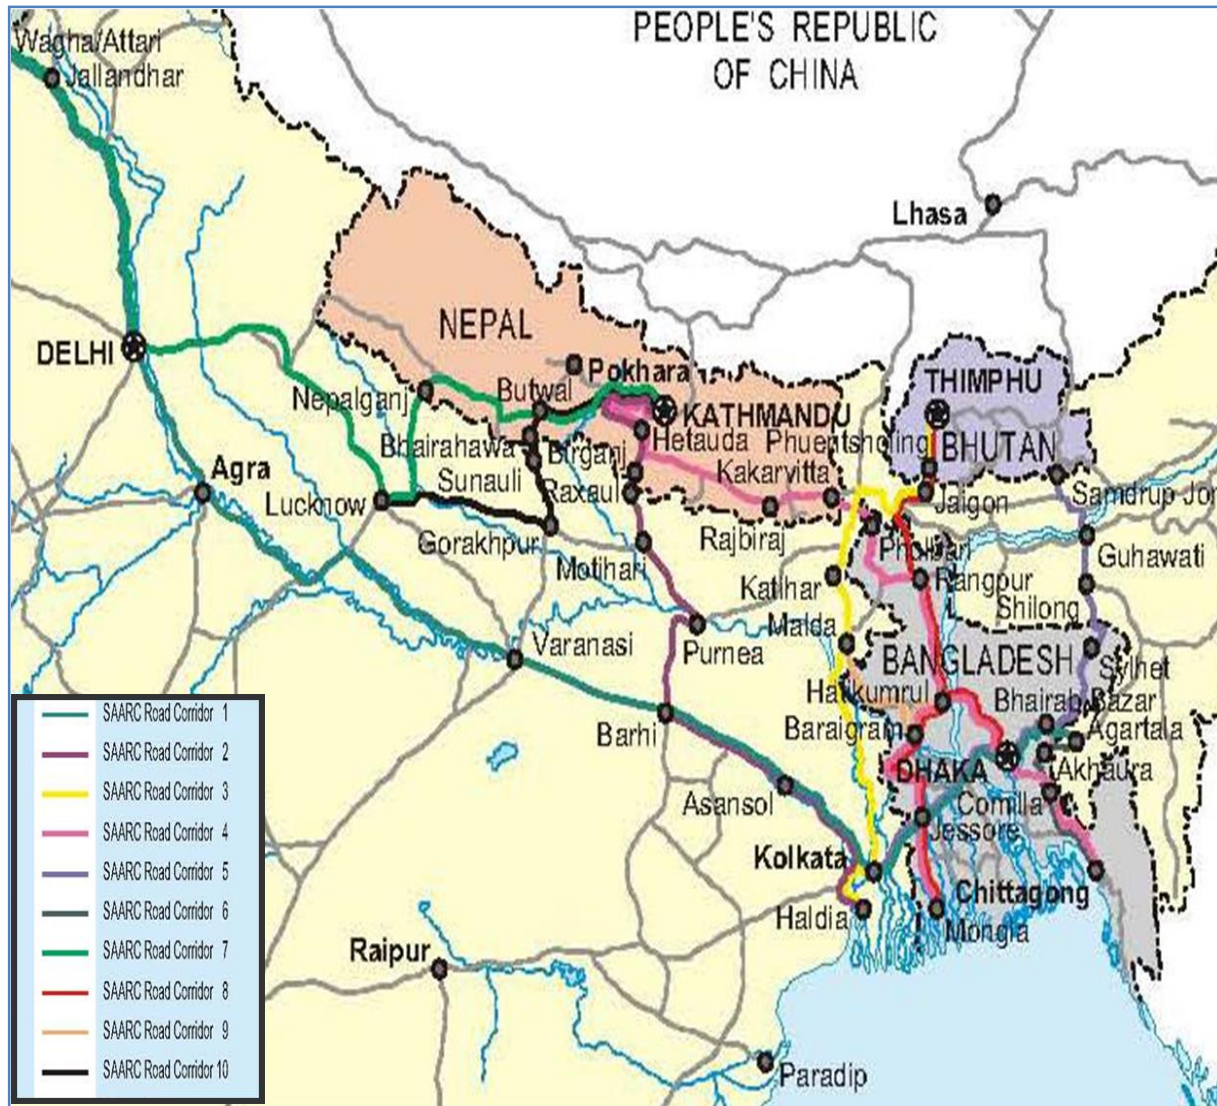 PEOPLE'S REPUBLIC
OF CHINA
Wagha/Attari
Jallandhar
Lhasa
NEPAL
DELHI
Pokhara
THIMPHU
Nepalganj
Butwal
KATHMANDU
Bhairahawa
Birganj
Hetauda
Phuentsholing
BHUTAN
Agra
Sunauli
Raxaul
Kakarvitta
Lucknow
Jaigon
Samdrup Jor
Gorakhpur
Rajbiraj
Phulbari
Guhawati
Motihari
Katihar
Rangpur
Shilong
Varanasi
Purnea
Malda
BANGLADESH
Sylhet
Hatikumrul
Bhairab Bazar
Barhi
Baraigram
Agartala
DHAKA
Akhaura
Asansol
Comilla
Jessore
Kolkata
Chittagong
Haldia
Mongla
Raipur
Paradip
SAARC Road Corridor 1
SAARC Road Corridor 2
SAARC Road Corridor 3
SAARC Road Corridor 4
SAARC Road Corridor 5
SAARC Road Corridor 6
SAARC Road Corridor 7
SAARC Road Corridor 8
SAARC Road Corridor 9
SAARC Road Corridor 10